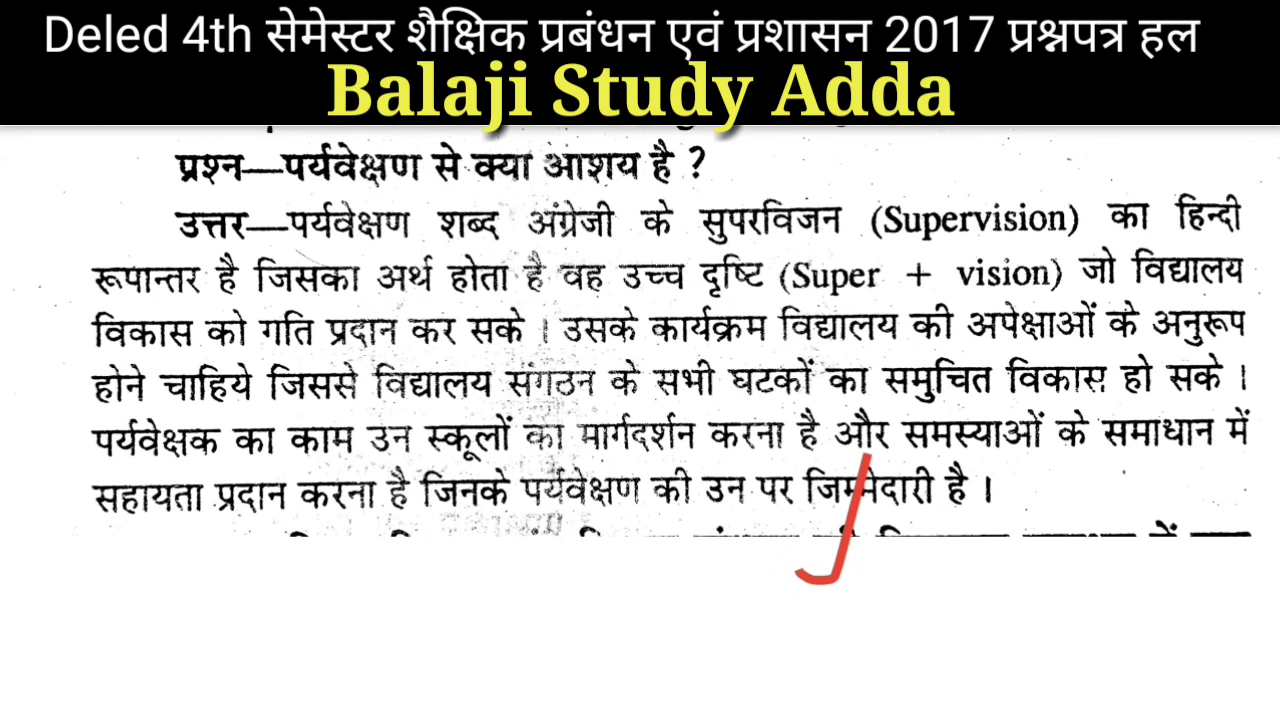 Deled 4th सेमेस्टर शैक्षिक प्रबंधन एवं प्रशासन 2017 प्रश्नपत्र हल
Balaji Study Adda
प्रश्न—पर्यवेक्षण से क्या आशय है ?
उत्तर—पर्यवेक्षण शब्द अंग्रेजी के सुपरविजन (Supervision) का हिन्दी
रूपान्तर है जिसका अर्थ होता है वह उच्च दृष्टि (Super + vision) जो विद्यालय
विकास को गति प्रदान कर सके । उसके कार्यक्रम विद्यालय की अपेक्षाओं के अनुरूप
होने चाहिये जिससे विद्यालय संगठन के सभी घटकों का समुचित विकास हो सके ।
पर्यवेक्षक का काम उन स्कूलों का मार्गदर्शन करना है और समस्याओं के समाधान में
सहायता प्रदान करना है जिनके पर्यवेक्षण की उन पर जिम्मेदारी है ।